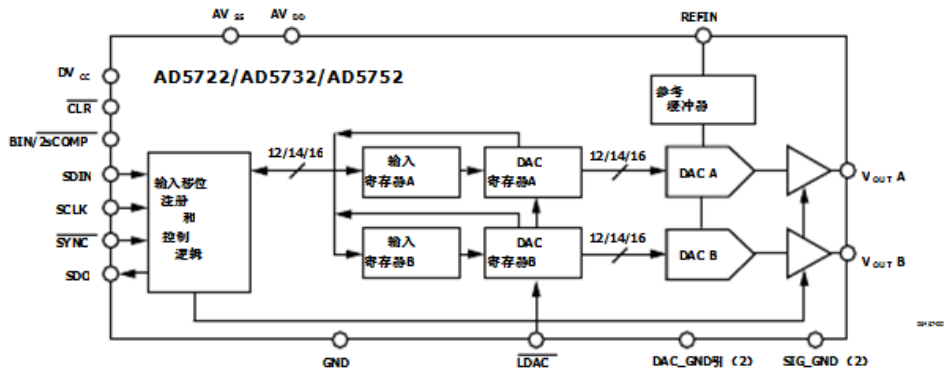 AV SS AV DD REFIN
DV CC
AD5722/AD5732/AD5752
CLR
BIN/2sCOMP
SDIN
SCLK
SYNC
SDO
输入移位
注册
和
控制
逻辑
12/14/16
输入
寄存器A
DAC
寄存器A
12/14/16
参考
缓冲器
DAC A
V OUT A
输入
寄存器B
DAC
寄存器B
12/14/16
DAC B
V OUT B
GND LDAC DAC_GND引 (2) SIG_GND (2)